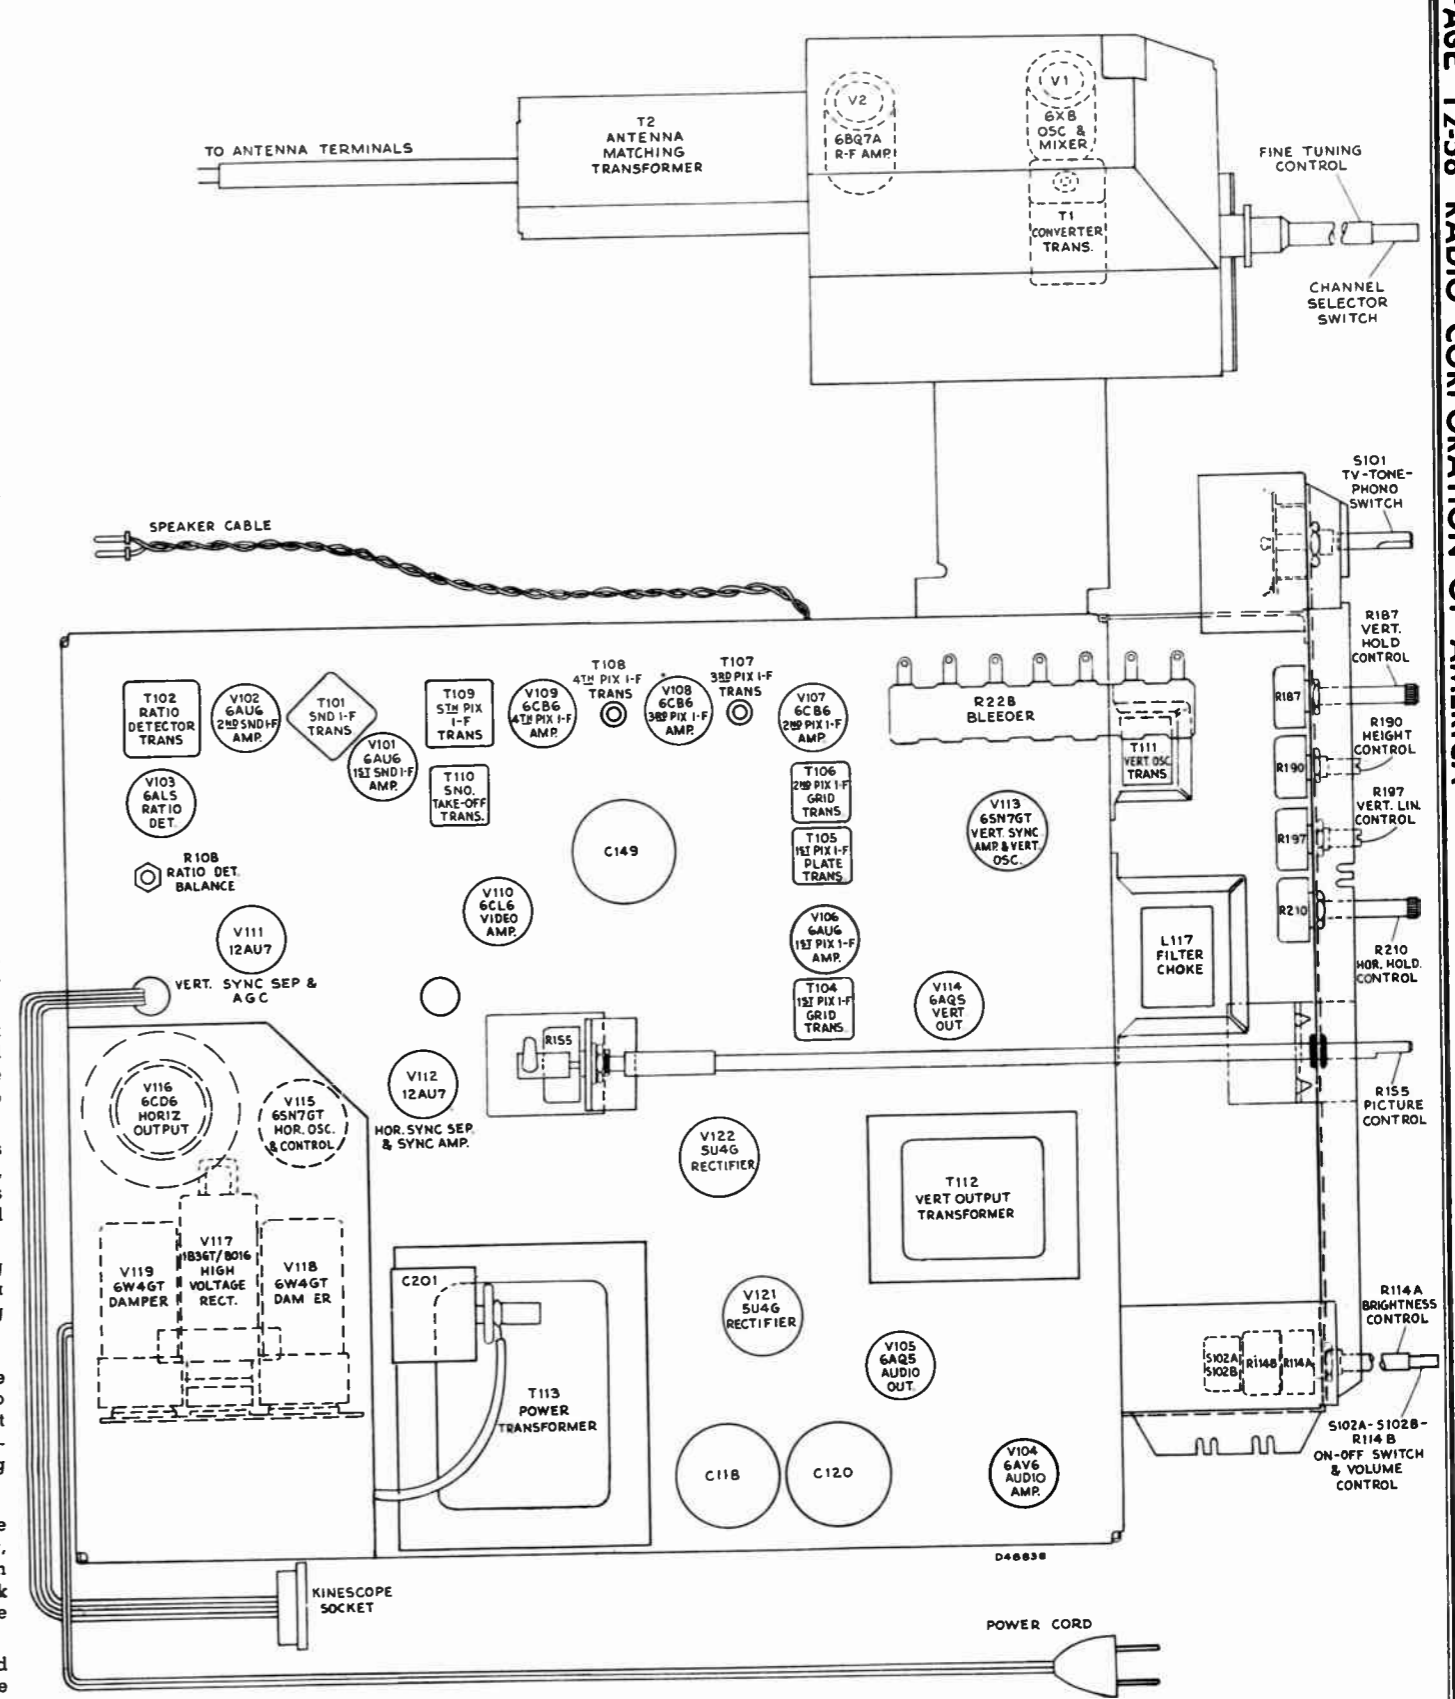 PAGE 12-38 RADIO CORPORATION OF AMERICA
V2
6BQ7A
R-F AMP.
V1
6X8
OSC &
MIXER
T1
CONVERTER
TRANS.
T2
ANTENNA
MATCHING
TRANSFORMER
TO ANTENNA TERMINALS
FINE TUNING
CONTROL
CHANNEL
SELECTOR
SWITCH
S101
TV-TONE-
PHONO
SWITCH
SPEAKER CABLE
R187
VERT.
HOLD
CONTROL
R187
T102
RATIO
DETECTOR
TRANS
V102
6AU6
2ND SND I-F
AMP.
T101
SND I-F
TRANS
V101
6AU6
1ST SND I-F
AMP.
T109
5TH PIX
I-F
TRANS
V109
6CB6
4TH PIX I-F
AMP.
T108
4TH PIX I-F
TRANS
V108
6CB6
3RD PIX I-F
AMP.
T107
3RD PIX I-F
TRANS
V107
6CB6
2ND PIX I-F
AMP.
R228
BLEEDER
T111
VERT OSC.
TRANS
R190
R190
HEIGHT
CONTROL
V103
6AL5
RATIO
DET.
T110
SND.
TAKE-OFF
TRANS.
C149
T106
2ND PIX I-F
GRID
TRANS
T105
1ST PIX I-F
PLATE
TRANS.
V113
6SN7GT
VERT. SYNC
AMP. & VERT.
OSC.
R197
R197
VERT. LIN.
CONTROL
R108
RATIO DET.
BALANCE
V110
6CL6
VIDEO
AMP.
V111
12AU7
VERT. SYNC SEP &
AGC
V106
6AU6
1ST PIX I-F
AMP.
T104
1ST PIX I-F
GRID
TRANS.
V114
6AQ5
VERT
OUT.
L117
FILTER
CHOKE
R210
R210
HOR. HOLD.
CONTROL
R155
R155
PICTURE
CONTROL
V116
6CD6
HORIZ
OUTPUT
V115
6SN7GT
HOR. OSC.
& CONTROL
V112
12AU7
HOR. SYNC SEP.
& SYNC AMP.
V122
5U4G
RECTIFIER
T112
VERT OUTPUT
TRANSFORMER
V119
6W4GT
DAMPER
V117
1B3GT/8016
HIGH
VOLTAGE
RECT.
V118
6W4GT
DAM ER
C201
V121
5U4G
RECTIFIER
V105
6AQ5
AUDIO
OUT.
S102A
S102B
R114B
R114A
R114A
BRIGHTNESS
CONTROL
T113
POWER
TRANSFORMER
C118
C120
V104
6AV6
AUDIO
AMP.
S102A-S102B-
R114B
ON-OFF SWITCH
& VOLUME
CONTROL
D46838
KINESCOPE
SOCKET
POWER CORD